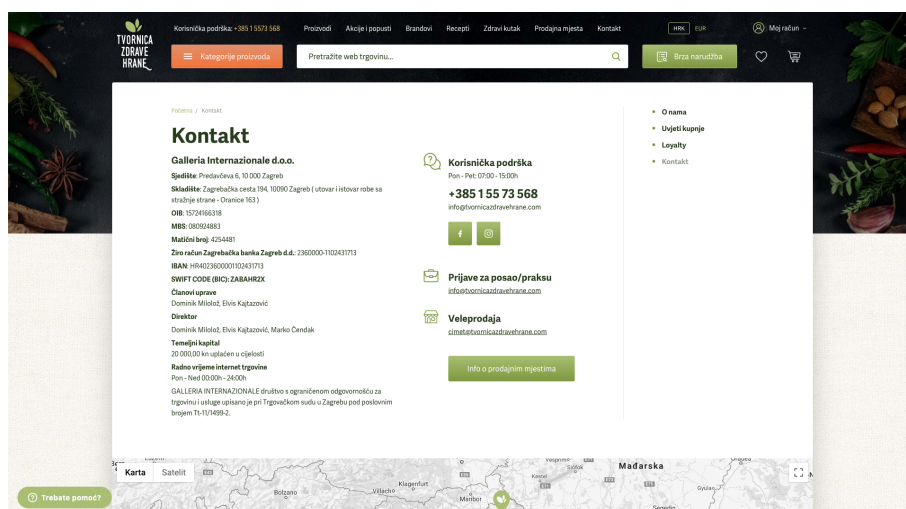 TVORNICA
ZDRAVE
HRANE
Korisnička podrška: +385 1 5573 568
Proizvodi
Akcije i popusti
Brandovi
Recepti
Zdravi kutak
Prodajna mjesta
Kontakt
HRK
EUR
Moj račun
Kategorije proizvoda
Pretražite web trgovinu...
Brza narudžba
Početna / Kontakt
Kontakt
Galleria Internazionale d.o.o.
Sjedište: Predavčeva 6, 10 000 Zagreb
Skladište: Zagrebačka cesta 194, 10090 Zagreb ( utovar i istovar robe sa
stražnje strane - Oranice 163 )
OIB: 15724166318
MBS: 080924883
Matični broj: 4254481
Žiro račun Zagrebačka banka Zagreb d.d.: 2360000-1102431713
IBAN: HR4023600001102431713
SWIFT CODE (BIC): ZABAHR2X
Članovi uprave
Dominik Milolož, Elvis Kajtazović
Direktor
Dominik Milolož, Elvis Kajtazović, Marko Čendak
Temeljni kapital
20 000,00 kn uplaćen u cijelosti
Radno vrijeme internet trgovine
Pon - Ned 00:00h - 24:00h
GALLERIA INTERNAZIONALE društvo s ograničenom odgovornošću za
trgovinu i usluge upisano je pri Trgovačkom sudu u Zagrebu pod poslovnim
brojem Tt-11/1499-2.
Korisnička podrška
Pon - Pet: 07:00 - 15:00h
+385 1 55 73 568
info@tvornicazdravehrane.com
Prijave za posao/praksu
info@tvornicazdravehrane.com
Veleprodaja
cimet@tvornicazdravehrane.com
Info o prodajnim mjestima
O nama
Uvjeti kupnje
Loyalty
Kontakt
Karta
Satelit
Bolzano
Villach
Klagenfurt
Maribor
Keszthely
Siófok
Mađarska
Trebate pomoć?